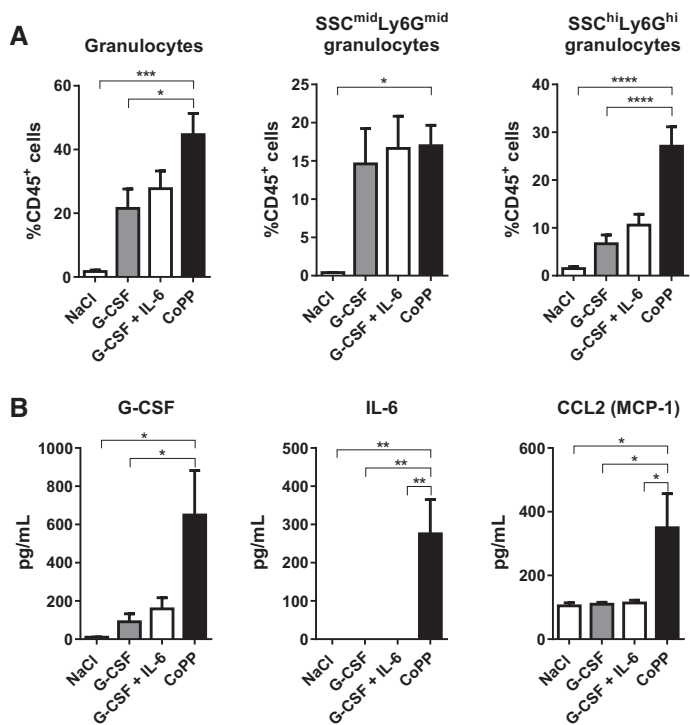 A
Granulocytes
SSCmidLy6Gmid
granulocytes
SSChiLy6Ghi
granulocytes
***
*
%CD45+ cells
60
40
20
0
NaCl
G-CSF
G-CSF + IL-6
CoPP
*
%CD45+ cells
25
20
15
10
5
0
NaCl
G-CSF
G-CSF + IL-6
CoPP
****
****
%CD45+ cells
40
30
20
10
0
NaCl
G-CSF
G-CSF + IL-6
CoPP
B
G-CSF
*
*
pg/mL
1000
800
600
400
200
0
NaCl
G-CSF
G-CSF + IL-6
CoPP
IL-6
**
**
**
pg/mL
500
400
300
200
100
0
NaCl
G-CSF
G-CSF + IL-6
CoPP
CCL2 (MCP-1)
*
*
*
pg/mL
600
400
200
0
NaCl
G-CSF
G-CSF + IL-6
CoPP